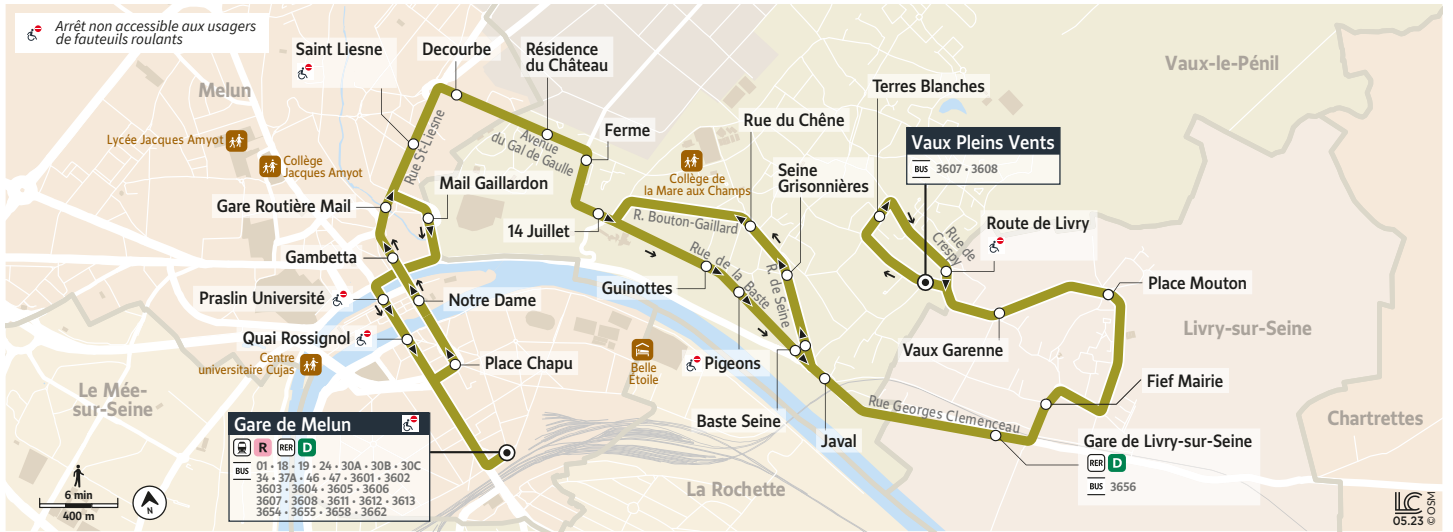 Arrêt non accessible aux usagers
de fauteuils roulants
Saint Liesne
Decourbe
Résidence
du Château
Melun
Vaux-le-Pénil
Terres Blanches
Ferme
Rue du Chêne
Vaux Pleins Vents
BUS 3607 • 3608
Lycée Jacques Amyot
Collège
Jacques Amyot
Rue St-Liesne
Avenue
du Gal de Gaulle
Collège de
la Mare aux Champs
Seine
Grisonnières
Mail Gaillardon
Gare Routière Mail
14 Juillet
R. Bouton-Gaillard
Route de Livry
Rue de
Crespy
Gambetta
Rue de la Baste
R. de Seine
Guinottes
Place Mouton
Praslin Université
Notre Dame
Livry-sur-Seine
Quai Rossignol
Vaux Garenne
Centre
universitaire Cujas
Place Chapu
Belle
Étoile
Pigeons
Le Mée-
sur-Seine
Fief Mairie
Rue Georges Clemenceau
Chartrettes
Baste Seine
Javal
Gare de Melun
R RER D
BUS 01 • 18 • 19 • 24 • 30A • 30B • 30C
34 • 37A • 46 • 47 • 3601 • 3602
3603 • 3604 • 3605 • 3606
3607 • 3608 • 3611 • 3612 • 3613
3654 • 3655 • 3658 • 3662
Gare de Livry-sur-Seine
RER D
BUS 3656
La Rochette
6 min
400 m
N
LC
05.23 © OSM